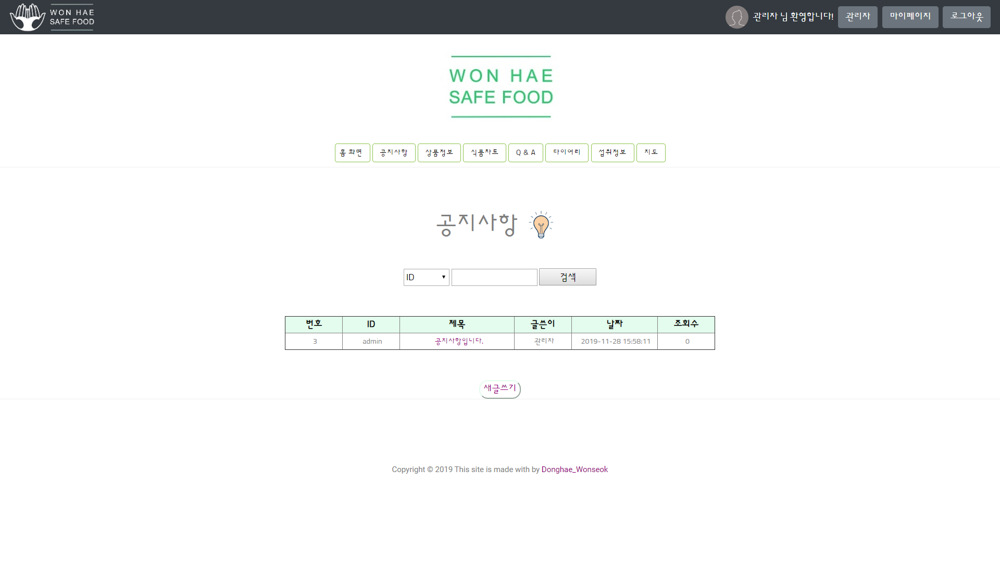 WON HAE
SAFE FOOD
관리자 님 환영합니다! 관리자 마이페이지 로그아웃
WON HAE
SAFE FOOD
홈 화면 공지사항 상품정보 식품차트 Q & A 다이어리 섭취정보 지도
공지사항
ID 검색
번호 ID 제목 글쓴이 날짜 조회수
3 admin 공지사항입니다. 관리자 2019-11-28 15:58:11 0
새글쓰기
Copyright © 2019 This site is made with by Donghae_Wonseok